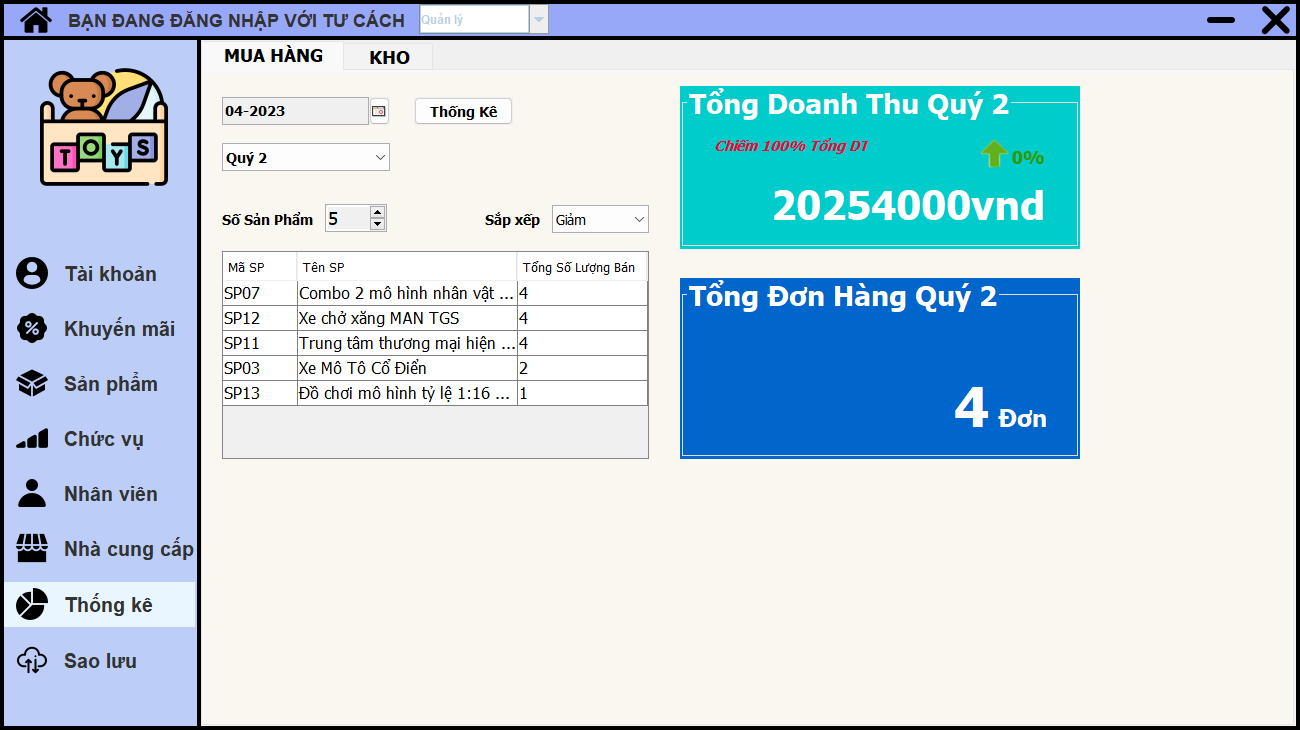 BẠN ĐANG ĐĂNG NHẬP VỚI TƯ CÁCH Quản lý
TOYS
Tài khoản
Khuyến mãi
Sản phẩm
Chức vụ
Nhân viên
Nhà cung cấp
Thống kê
Sao lưu
MUA HÀNG KHO
04-2023 Thống Kê
Quý 2
Số Sản Phẩm 5 Sắp xếp Giảm
Mã SP Tên SP Tổng Số Lượng Bán
SP07 Combo 2 mô hình nhân vật ... 4
SP12 Xe chở xăng MAN TGS 4
SP11 Trung tâm thương mại hiện ... 4
SP03 Xe Mô Tô Cổ Điển 2
SP13 Đồ chơi mô hình tỷ lệ 1:16 ... 1
Tổng Doanh Thu Quý 2
Chiếm 100% Tổng DT
0%
20254000vnd
Tổng Đơn Hàng Quý 2
4 Đơn